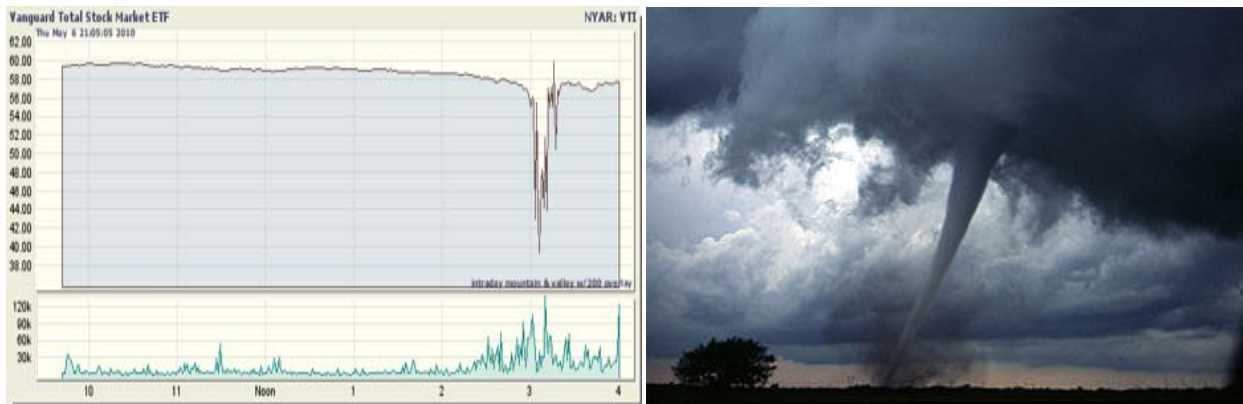 Vanguard Total Stock Market ETF
NYAR: VTI
Thu May 6 21:05:05 2010
62.00
60.00
58.00
56.00
54.00
52.00
50.00
48.00
46.00
44.00
42.00
40.00
38.00
intraday mountain & valley w/200
120k
90k
60k
30k
10 11 Noon 1 2 3 4